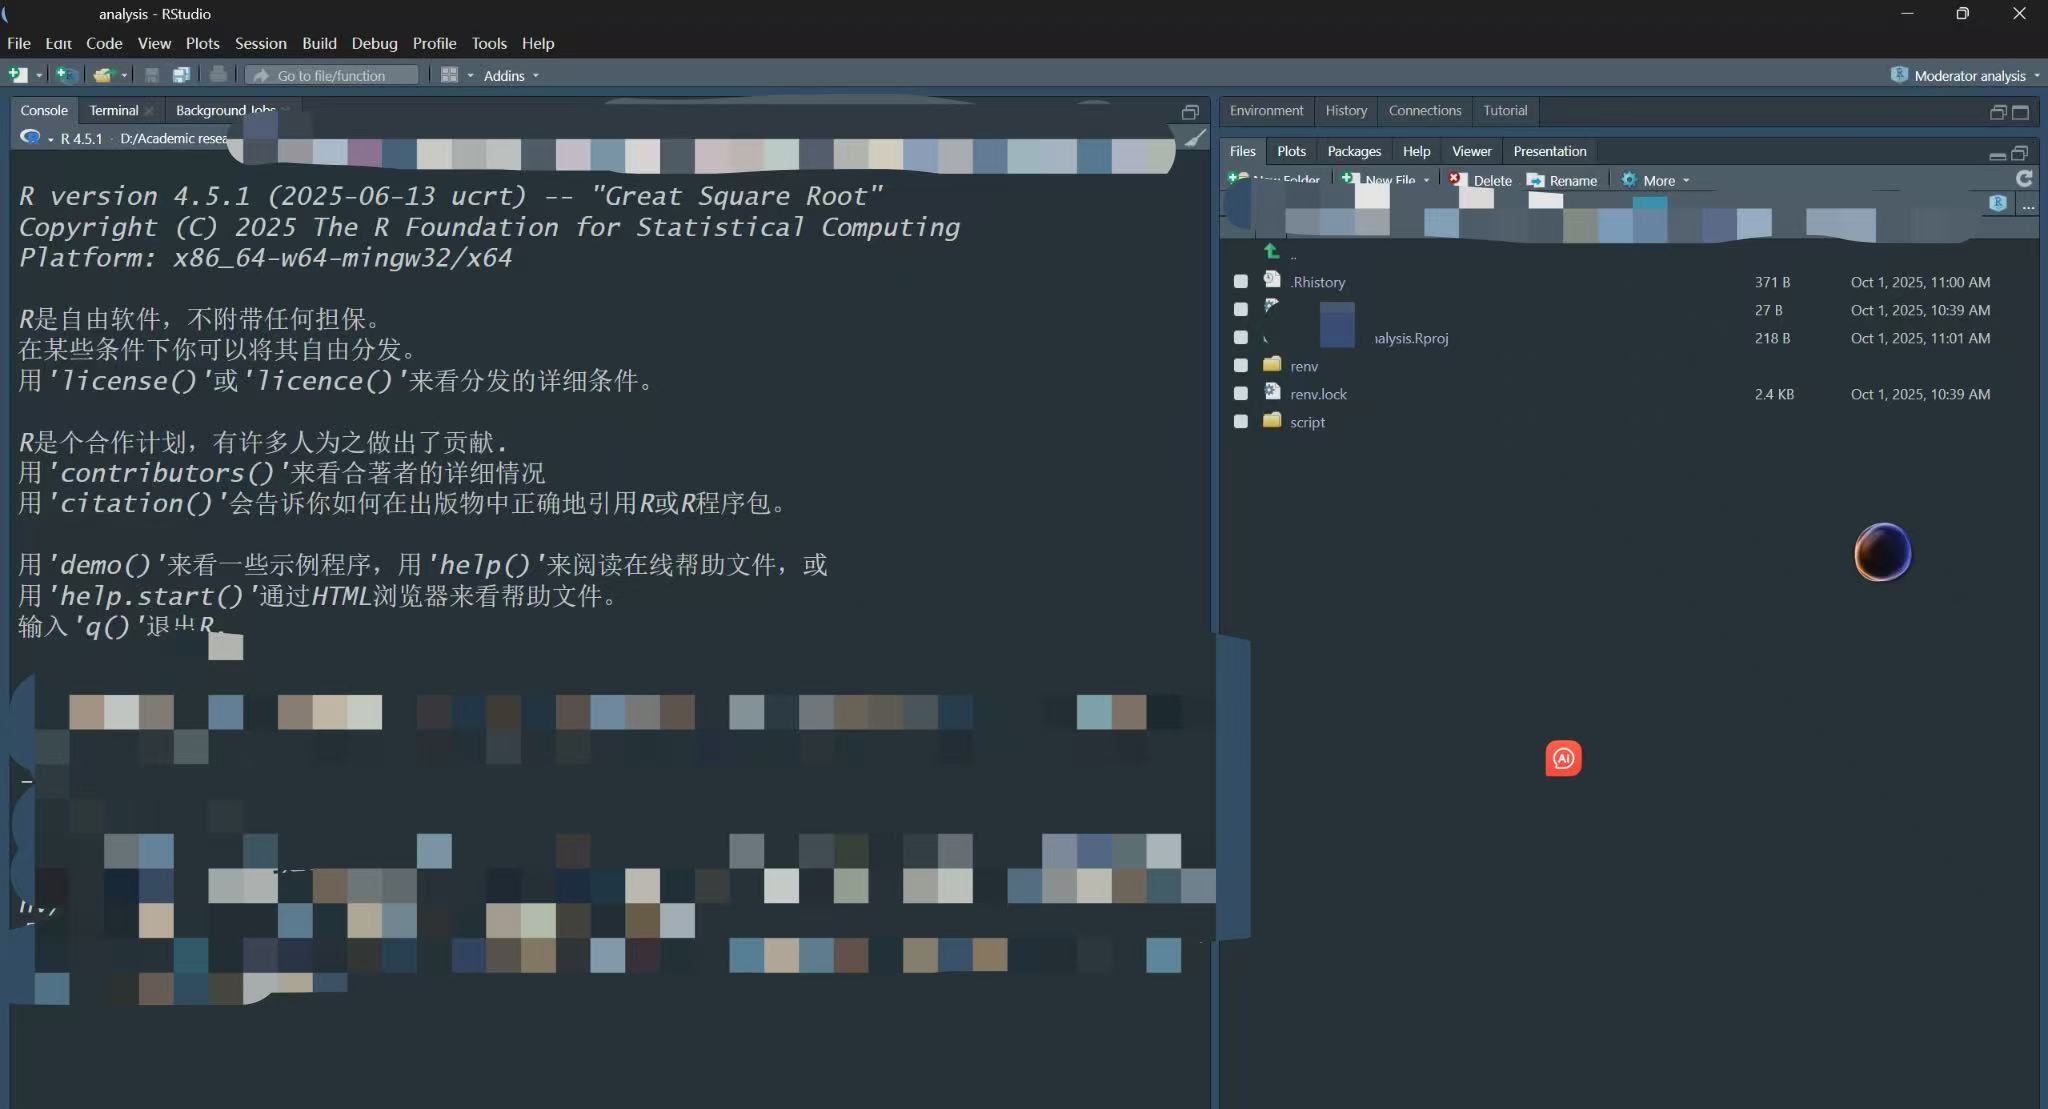 analysis - RStudio
File Edit Code View Plots Session Build Debug Profile Tools Help
Go to file/function Addins Moderator analysis
Console Terminal Background Jobs
R 4.5.1 · D:/Academic resea
R version 4.5.1 (2025-06-13 ucrt) -- "Great Square Root"
Copyright (C) 2025 The R Foundation for Statistical Computing
Platform: x86_64-w64-mingw32/x64
R是自由软件，不附带任何担保。
在某些条件下你可以将其自由分发。
用'license()'或'licence()'来看分发的详细条件。
R是个合作计划，有许多人为之做出了贡献.
用'contributors()'来看合著者的详细情况
用'citation()'会告诉你如何在出版物中正确地引用R或R程序包。
用'demo()'来看一些示例程序，用'help()'来阅读在线帮助文件，或
用'help.start()'通过HTML浏览器来看帮助文件。
输入'q()'退出R.
Environment History Connections Tutorial
Files Plots Packages Help Viewer Presentation
New Folder New File Delete Rename More
R ...
..
.Rhistory 371 B Oct 1, 2025, 11:00 AM
27 B Oct 1, 2025, 10:39 AM
alysis.Rproj 218 B Oct 1, 2025, 11:01 AM
renv
renv.lock 2.4 KB Oct 1, 2025, 10:39 AM
script
AI